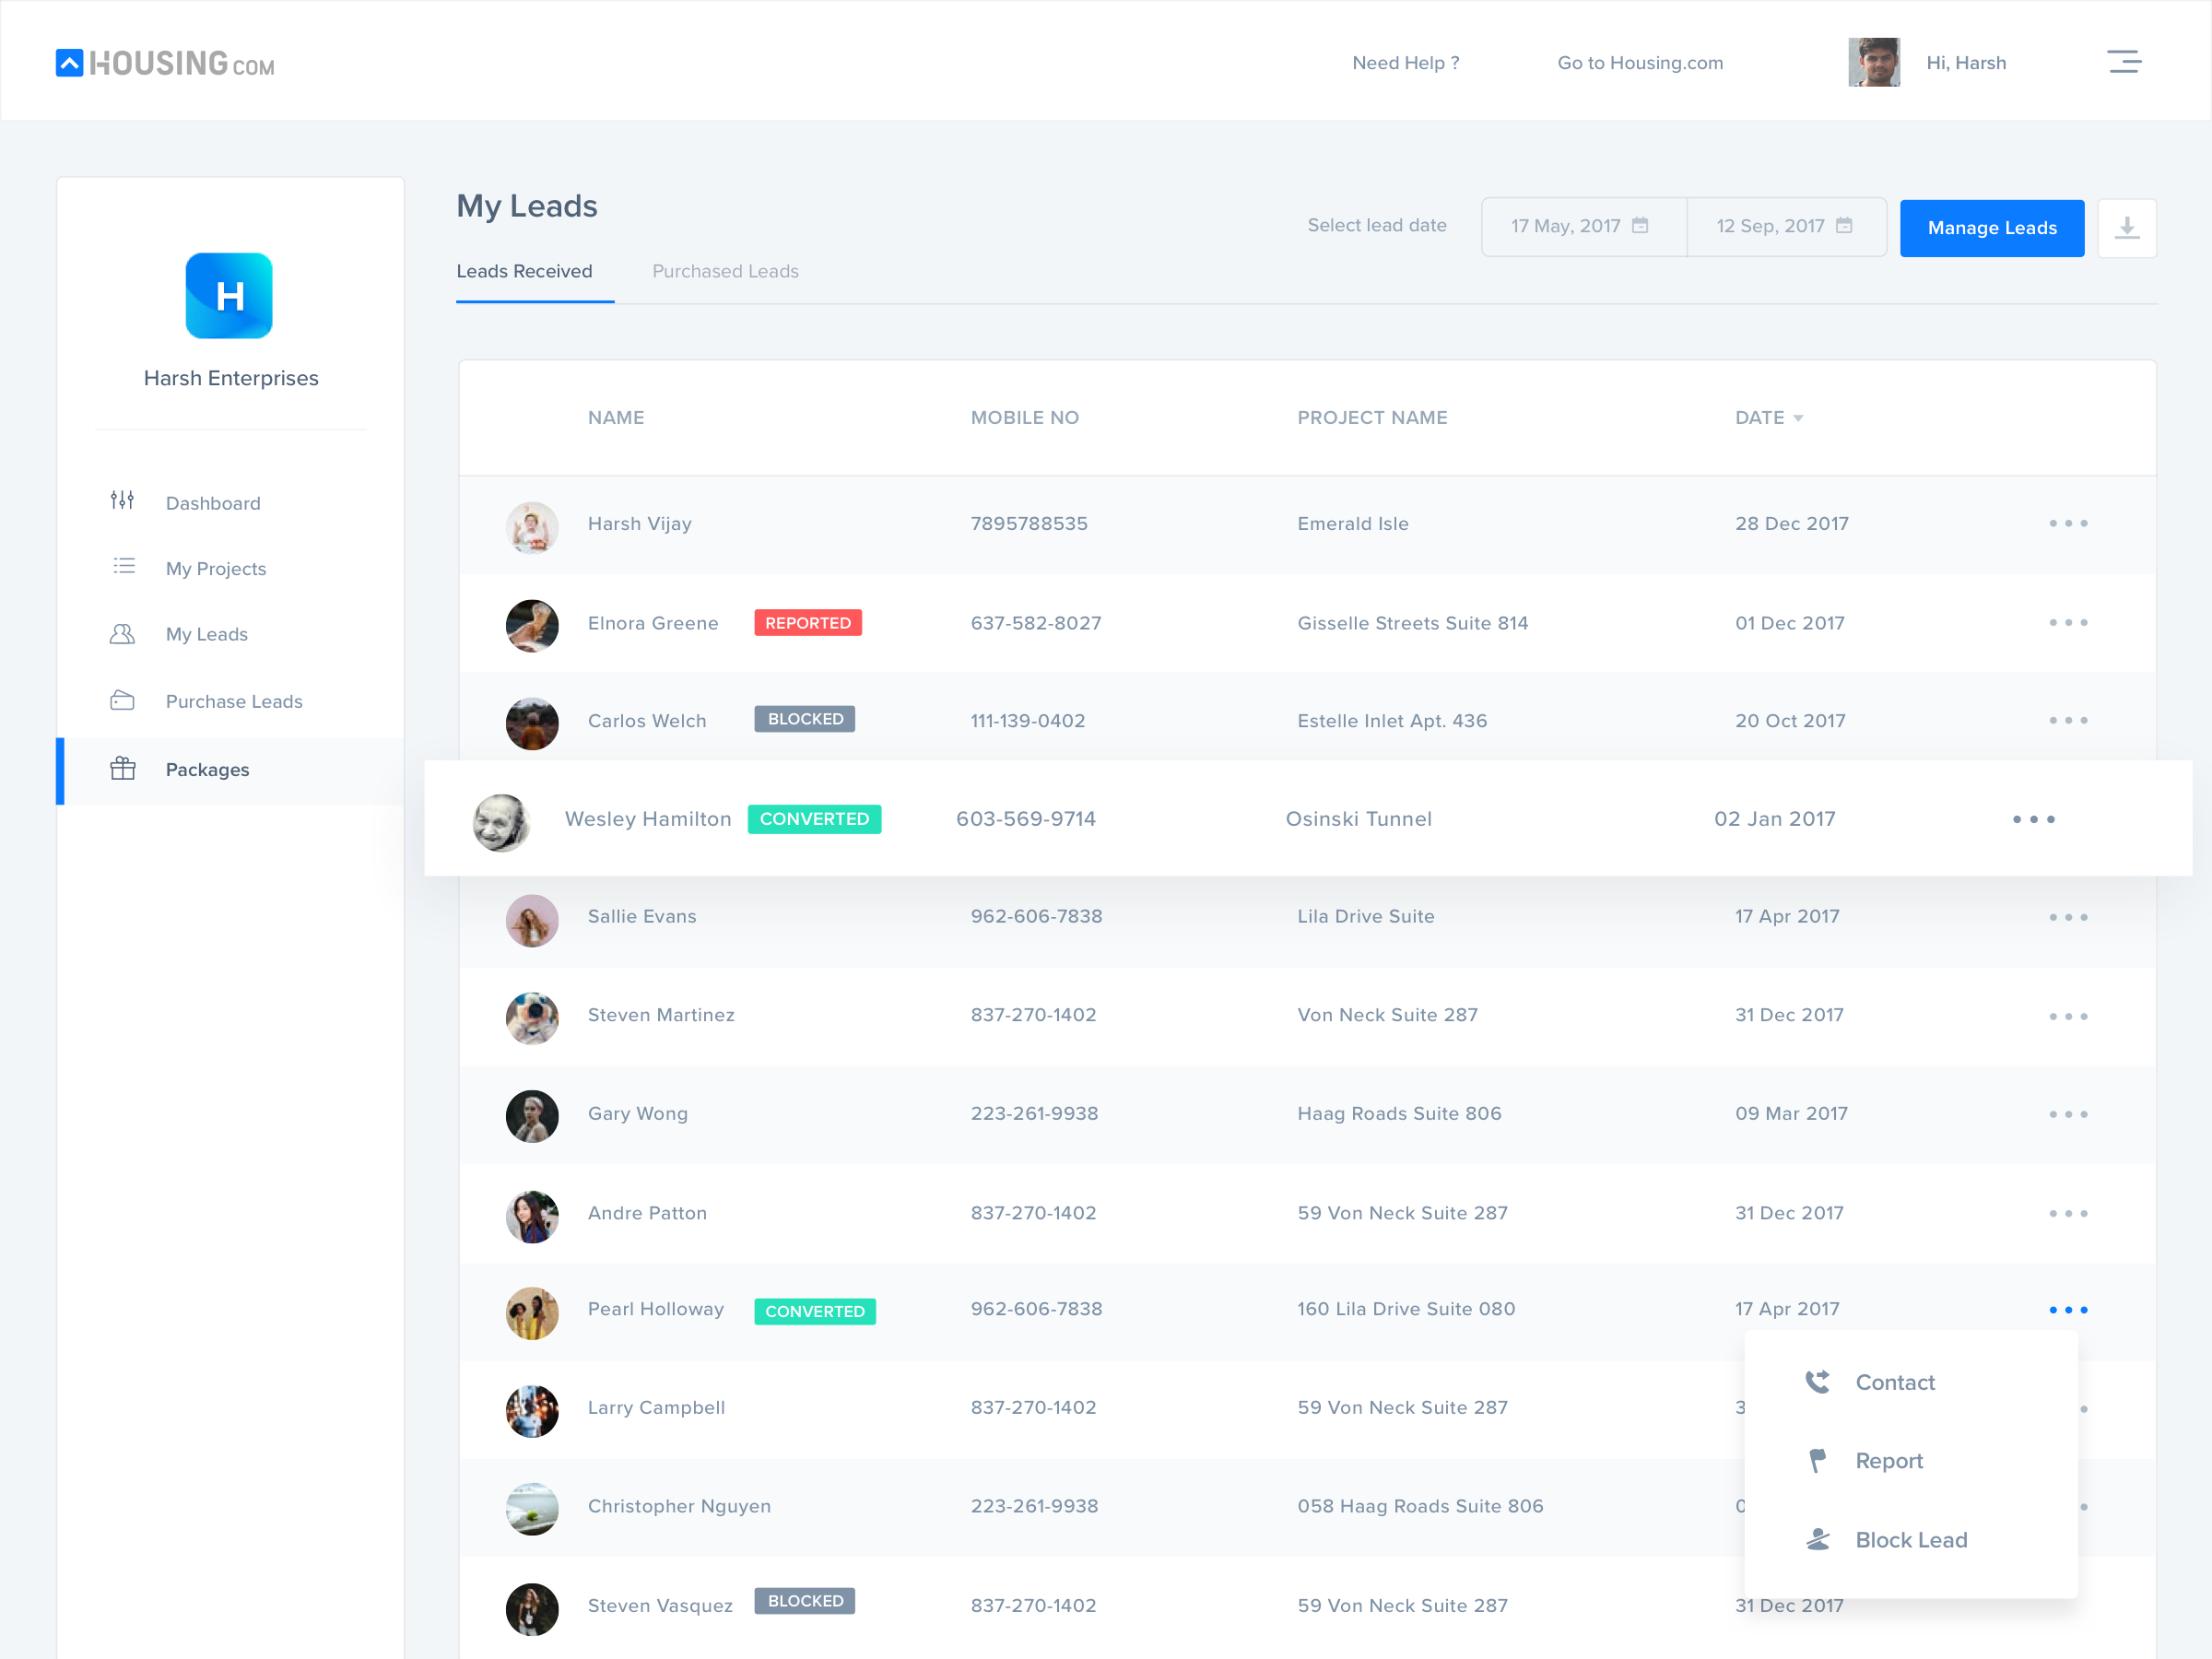 HOUSING.COM
Need Help ?
Go to Housing.com
Hi, Harsh
H
Harsh Enterprises
Dashboard
My Projects
My Leads
Purchase Leads
Packages
My Leads
Select lead date
17 May, 2017
12 Sep, 2017
Manage Leads
Leads Received
Purchased Leads
NAME MOBILE NO PROJECT NAME DATE
Harsh Vijay 7895788535 Emerald Isle 28 Dec 2017
Elnora Greene REPORTED 637-582-8027 Gisselle Streets Suite 814 01 Dec 2017
Carlos Welch BLOCKED 111-139-0402 Estelle Inlet Apt. 436 20 Oct 2017
Wesley Hamilton CONVERTED 603-569-9714 Osinski Tunnel 02 Jan 2017
Sallie Evans 962-606-7838 Lila Drive Suite 17 Apr 2017
Steven Martinez 837-270-1402 Von Neck Suite 287 31 Dec 2017
Gary Wong 223-261-9938 Haag Roads Suite 806 09 Mar 2017
Andre Patton 837-270-1402 59 Von Neck Suite 287 31 Dec 2017
Pearl Holloway CONVERTED 962-606-7838 160 Lila Drive Suite 080 17 Apr 2017
Larry Campbell 837-270-1402 59 Von Neck Suite 287 3
Christopher Nguyen 223-261-9938 058 Haag Roads Suite 806 0
Steven Vasquez BLOCKED 837-270-1402 59 Von Neck Suite 287 31 Dec 2017
Contact
Report
Block Lead